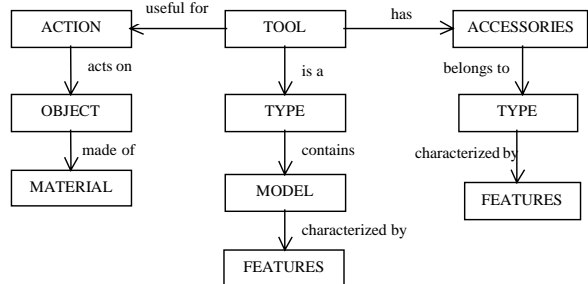 useful for
has
ACTION
TOOL
ACCESSORIES
acts on
is a
belongs to
OBJECT
TYPE
TYPE
made of
contains
characterized by
MATERIAL
MODEL
FEATURES
characterized by
FEATURES